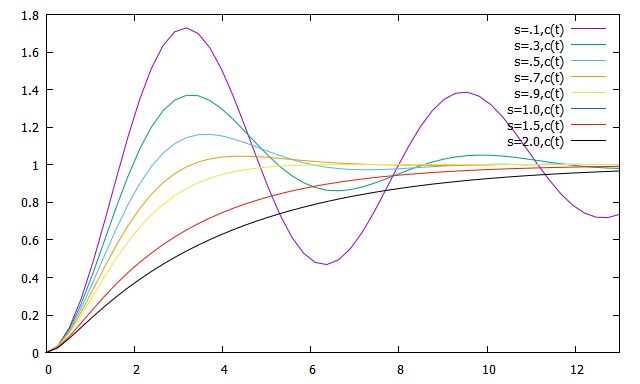 1.8
1.6
1.4
1.2
1
0.8
0.6
0.4
0.2
0
0 2 4 6 8 10 12
s=.1,c(t)
s=.3,c(t)
s=.5,c(t)
s=.7,c(t)
s=.9,c(t)
s=1.0,c(t)
s=1.5,c(t)
s=2.0,c(t)